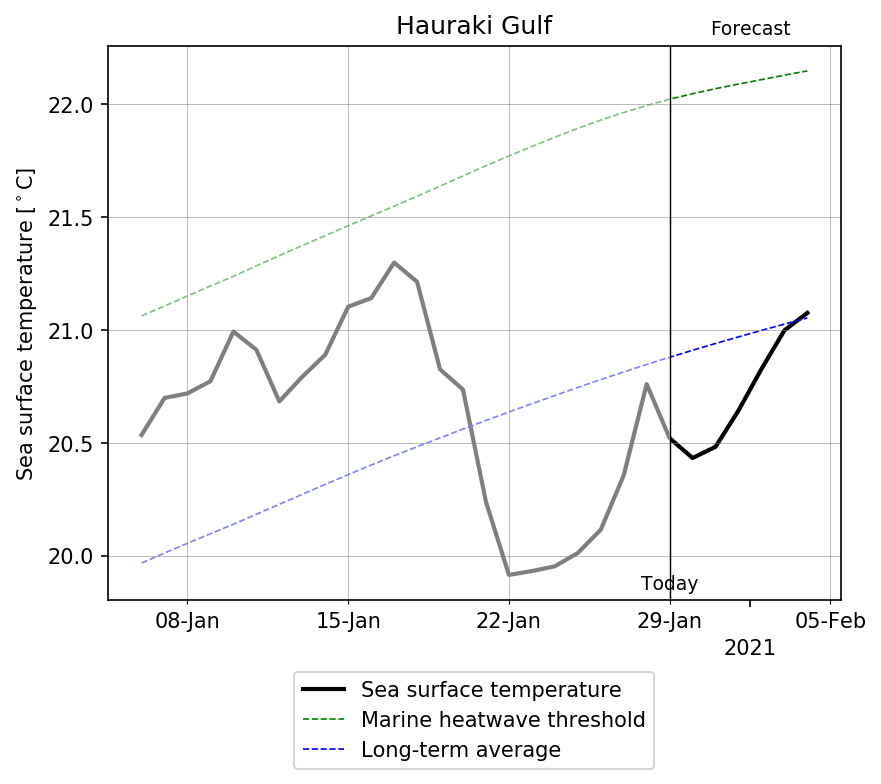 Hauraki Gulf
Forecast
Sea surface temperature [°C]
22.0
21.5
21.0
20.5
20.0
Today
08-Jan 15-Jan 22-Jan 29-Jan 05-Feb
2021
Sea surface temperature
Marine heatwave threshold
Long-term average